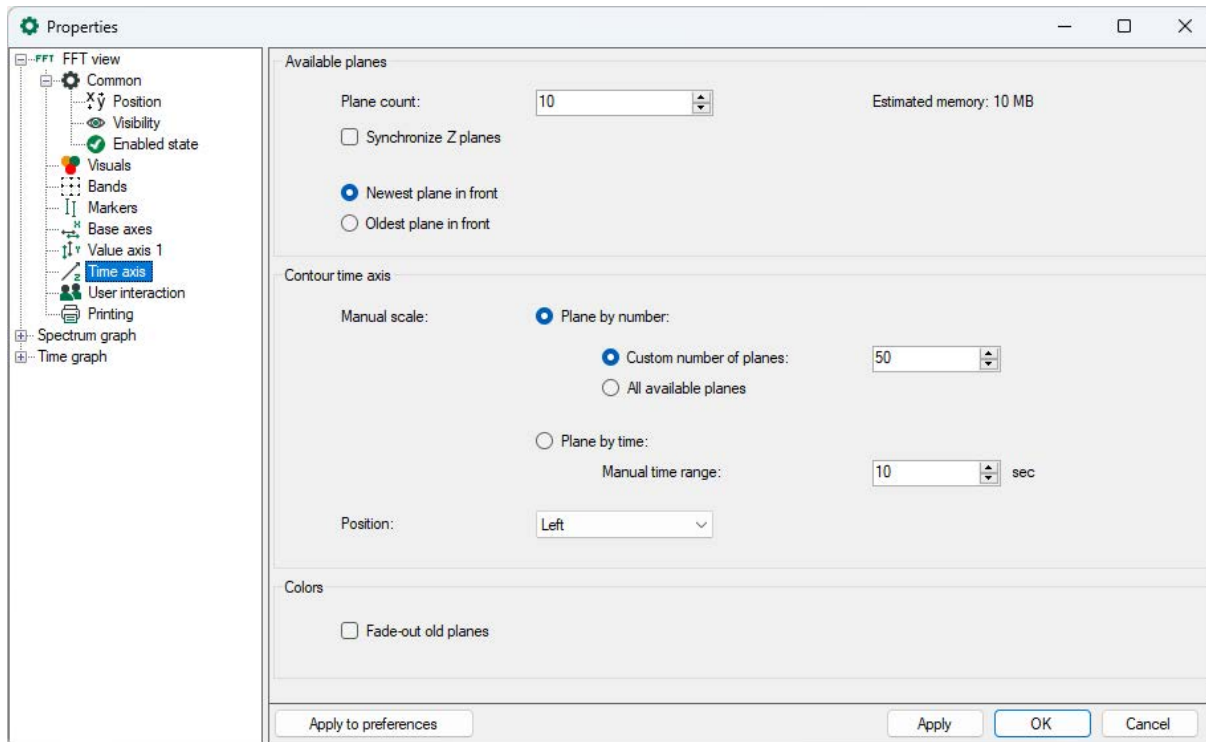 Properties
FFT FFT view
Common
Position
Visibility
Enabled state
Visuals
Bands
Markers
Base axes
Value axis 1
Time axis
User interaction
Printing
Spectrum graph
Time graph
Available planes
Plane count: 10 Estimated memory: 10 MB
Synchronize Z planes
Newest plane in front
Oldest plane in front
Contour time axis
Manual scale: Plane by number:
Custom number of planes: 50
All available planes
Plane by time:
Manual time range: 10 sec
Position: Left
Colors
Fade-out old planes
Apply to preferences Apply OK Cancel